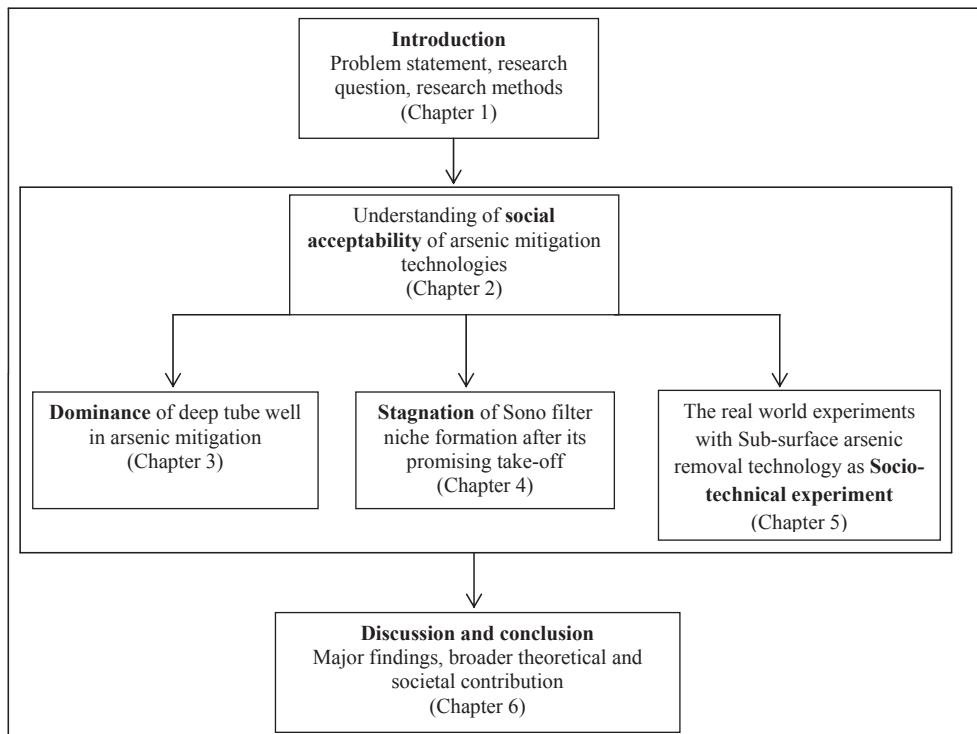 Introduction
Problem statement, research
question, research methods
(Chapter 1)
Understanding of social
acceptability of arsenic mitigation
technologies
(Chapter 2)
Dominance of deep tube well
in arsenic mitigation
(Chapter 3)
Stagnation of Sono filter
niche formation after its
promising take-off
(Chapter 4)
The real world experiments
with Sub-surface arsenic
removal technology as Socio-
technical experiment
(Chapter 5)
Discussion and conclusion
Major findings, broader theoretical and
societal contribution
(Chapter 6)